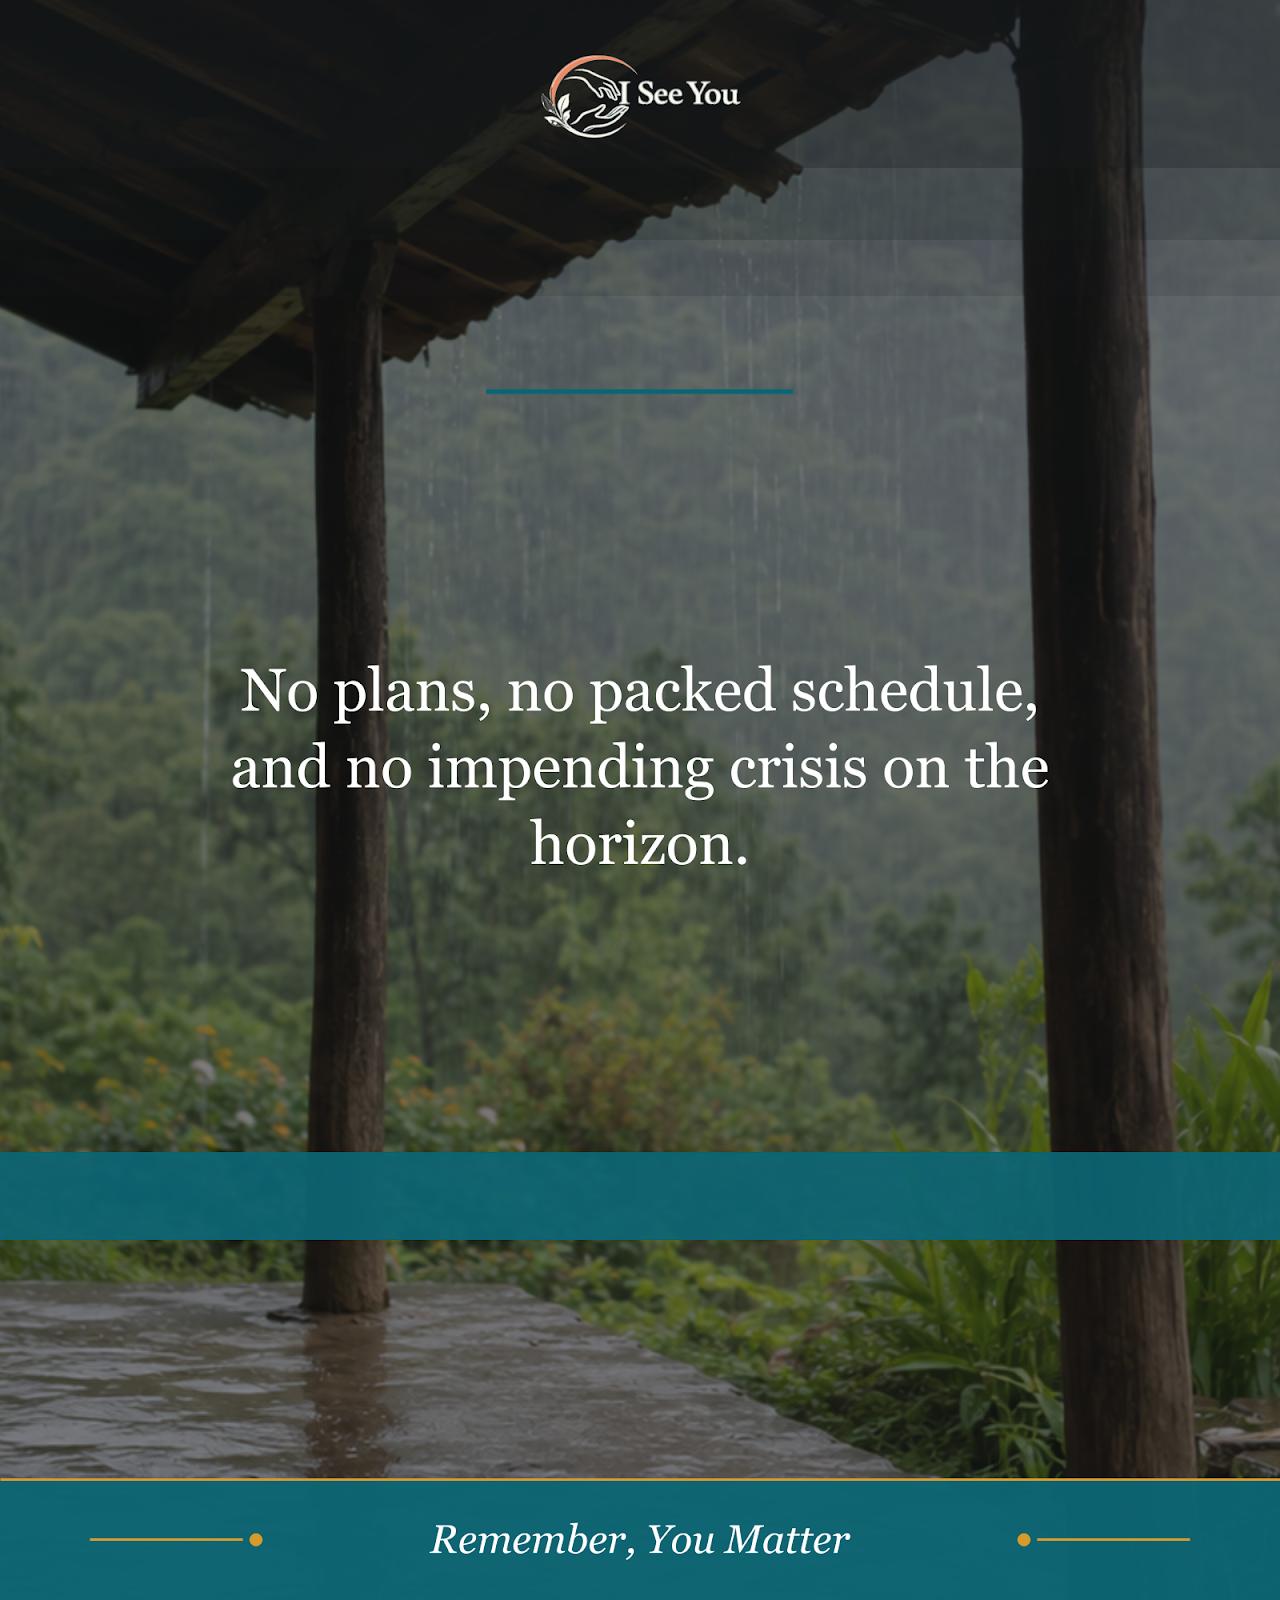 I See You
No plans, no packed schedule,
and no impending crisis on the
horizon.
Remember, You Matter